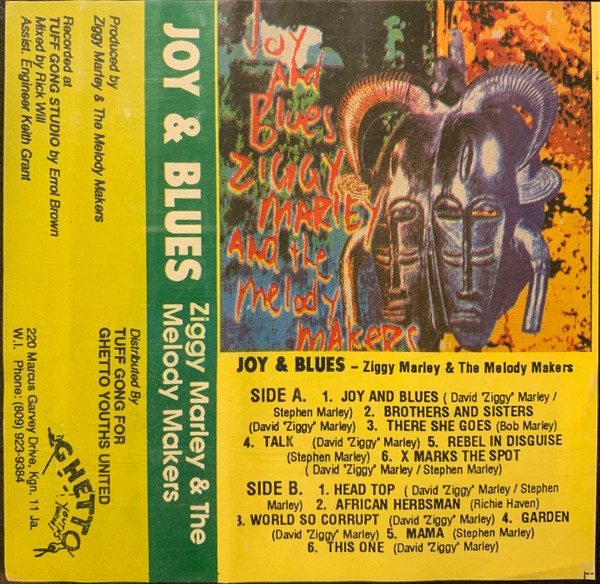 Produced by
Ziggy Marley & The Melody Makers
Recorded at
TUFF GONG STUDIO by Errol Brown
Mixed by Rick Will
Assist. Engineer Keith Grant
Distributed By
TUFF GONG FOR
GHETTO YOUTHS UNITED
220 Marcus Garvey Drive, Kgn. 11 Ja.
W.I. Phone: (809) 923-9384
GHETTO
JOY & BLUES Ziggy Marley & The
Melody Makers
Joy
And
Blues
ZIGGY
MARLEY
And the
melody
makers
JOY & BLUES – Ziggy Marley & The Melody Makers
SIDE A. 1. JOY AND BLUES ( David "Ziggy" Marley /
Stephen Marley) 2. BROTHERS AND SISTERS
(David "Ziggy" Marley) 3. THERE SHE GOES (Bob Marley)
4. TALK (David "Ziggy" Marley) 5. REBEL IN DISGUISE
(Stephen Marley) 6. X MARKS THE SPOT
( David "Ziggy" Marley / Stephen Marley)
SIDE B. 1. HEAD TOP ( David "Ziggy" Marley / Stephen
Marley) 2. AFRICAN HERBSMAN (Richie Haven)
3. WORLD SO CORRUPT (David "Ziggy" Marley) 4. GARDEN
(David "Ziggy" Marley) 5. MAMA (Stephen Marley)
6. THIS ONE (David "Ziggy" Marley)